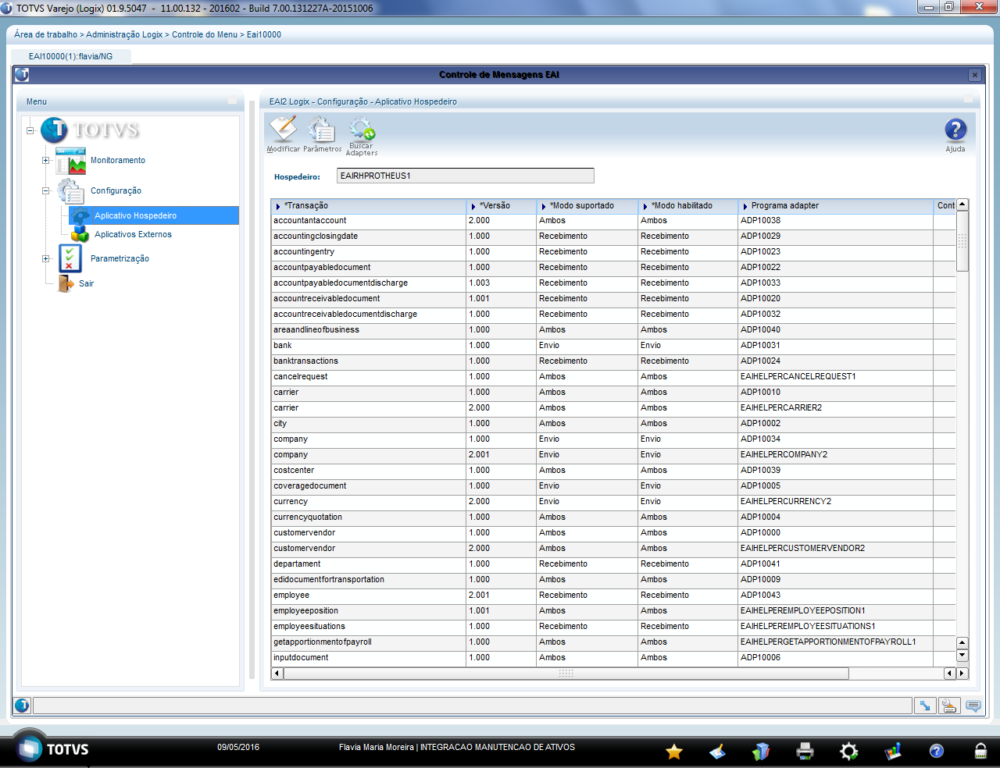 TOTVS Varejo (Logix) 01.9.5047 - 11.00.132 - 201602 - Build 7.00.131227A-20151006
Área de trabalho > Administração Logix > Controle do Menu > Eai10000
EAI10000(1):flavia/NG
Controle de Mensagens EAI
Menu
TOTVS
Monitoramento
Configuração
Aplicativo Hospedeiro
Aplicativos Externos
Parametrização
Sair
EAI2 Logix - Configuração - Aplicativo Hospedeiro
Modificar Parâmetros Buscar Adapters Ajuda
Hospedeiro: EAIRHPROTHEUS1
*Transação *Versão *Modo suportado *Modo habilitado Programa adapter Cont
accountantaccount 2.000 Ambos Ambos ADP10038
accountingclosingdate 1.000 Recebimento Recebimento ADP10029
accountingentry 1.000 Recebimento Recebimento ADP10023
accountpayabledocument 1.000 Recebimento Recebimento ADP10022
accountpayabledocumentdischarge 1.003 Recebimento Recebimento ADP10033
accountreceivabledocument 1.001 Recebimento Recebimento ADP10020
accountreceivabledocumentdischarge 1.000 Recebimento Recebimento ADP10032
areaandlineofbusiness 1.000 Ambos Ambos ADP10040
bank 1.000 Envio Envio ADP10031
banktransactions 1.000 Recebimento Recebimento ADP10024
cancelrequest 1.000 Ambos Ambos EAIHELPERCANCELREQUEST1
carrier 1.000 Ambos Ambos ADP10010
carrier 2.000 Ambos Ambos EAIHELPERCARRIER2
city 1.000 Ambos Ambos ADP10002
company 1.000 Envio Envio ADP10034
company 2.001 Envio Envio EAIHELPERCOMPANY2
costcenter 1.000 Ambos Ambos ADP10039
coveragedocument 1.000 Envio Envio ADP10005
currency 2.000 Envio Envio EAIHELPERCURRENCY2
currencyquotation 1.000 Ambos Ambos ADP10004
customervendor 1.000 Ambos Ambos ADP10000
customervendor 2.000 Ambos Ambos EAIHELPERCUSTOMERVENDOR2
departament 1.000 Recebimento Recebimento ADP10041
edidocumentfortransportation 1.000 Ambos Ambos ADP10009
employee 2.001 Recebimento Recebimento ADP10043
employeeposition 1.001 Ambos Ambos EAIHELPEREMPLOYEEPOSITION1
employeesituations 1.000 Recebimento Recebimento EAIHELPEREMPLOYEESITUATIONS1
getapportionmentofpayroll 1.000 Ambos Ambos EAIHELPERGETAPPORTIONMENTOFPAYROLL1
inputdocument 1.000 Ambos Ambos ADP10006
TOTVS 09/05/2016 Flavia Maria Moreira | INTEGRACAO MANUTENCAO DE ATIVOS